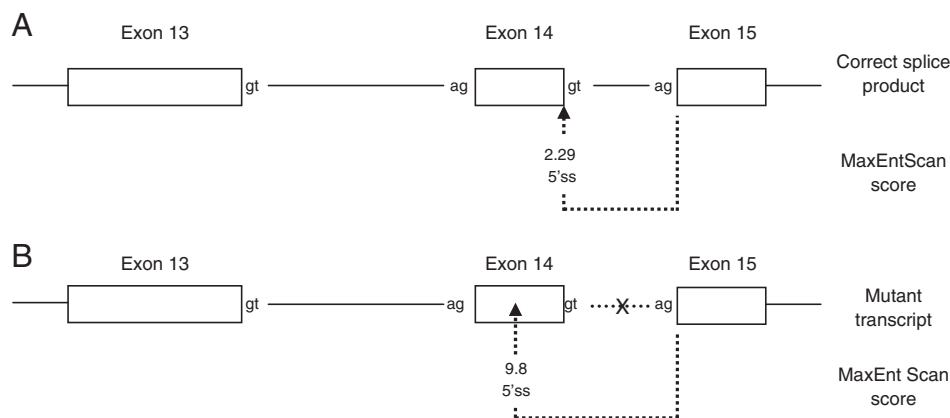 A
Exon 13
Exon 14
Exon 15
gt
ag
gt
ag
Correct splice
product
2.29
5'ss
MaxEntScan
score
B
Exon 13
Exon 14
Exon 15
gt
ag
gt
X
ag
Mutant
transcript
9.8
5'ss
MaxEnt Scan
score